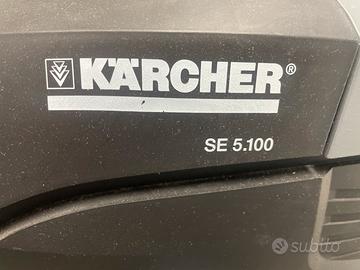 KÄRCHER®
SE 5.100
subito